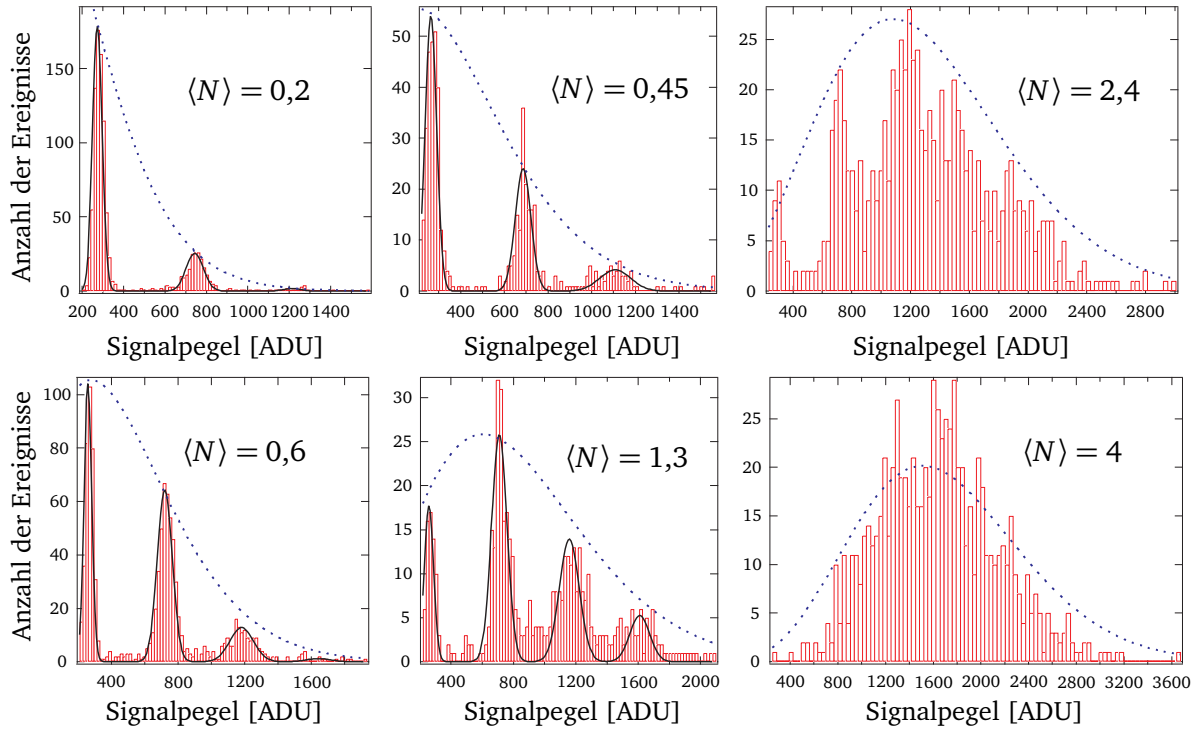 Anzahl der Ereignisse
150
100
50
0
⟨N⟩ = 0,2
200 400 600 800 1000 1200 1400
Signalpegel [ADU]
50
40
30
20
10
0
⟨N⟩ = 0,45
400 600 800 1000 1200 1400
Signalpegel [ADU]
25
20
15
10
5
0
⟨N⟩ = 2,4
400 800 1200 1600 2000 2400 2800
Signalpegel [ADU]
Anzahl der Ereignisse
100
80
60
40
20
0
⟨N⟩ = 0,6
400 800 1200 1600
Signalpegel [ADU]
30
25
20
15
10
5
0
⟨N⟩ = 1,3
400 800 1200 1600 2000
Signalpegel [ADU]
25
20
15
10
5
0
⟨N⟩ = 4
400 800 1200 1600 2000 2400 2800 3200 3600
Signalpegel [ADU]